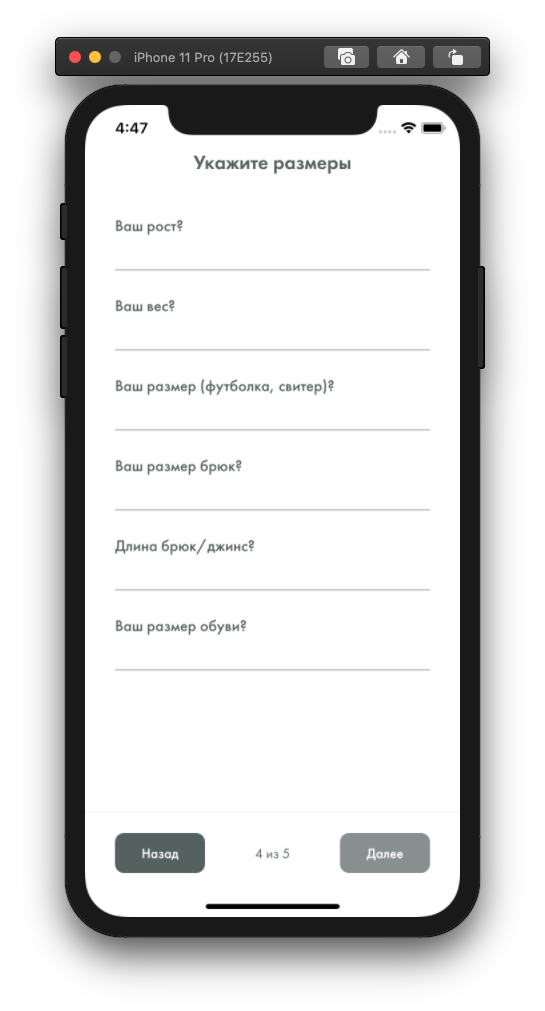 iPhone 11 Pro (17E255)
4:47
Укажите размеры
Ваш рост?
Ваш вес?
Ваш размер (футболка, свитер)?
Ваш размер брюк?
Длина брюк/джинс?
Ваш размер обуви?
Назад
4 из 5
Далее